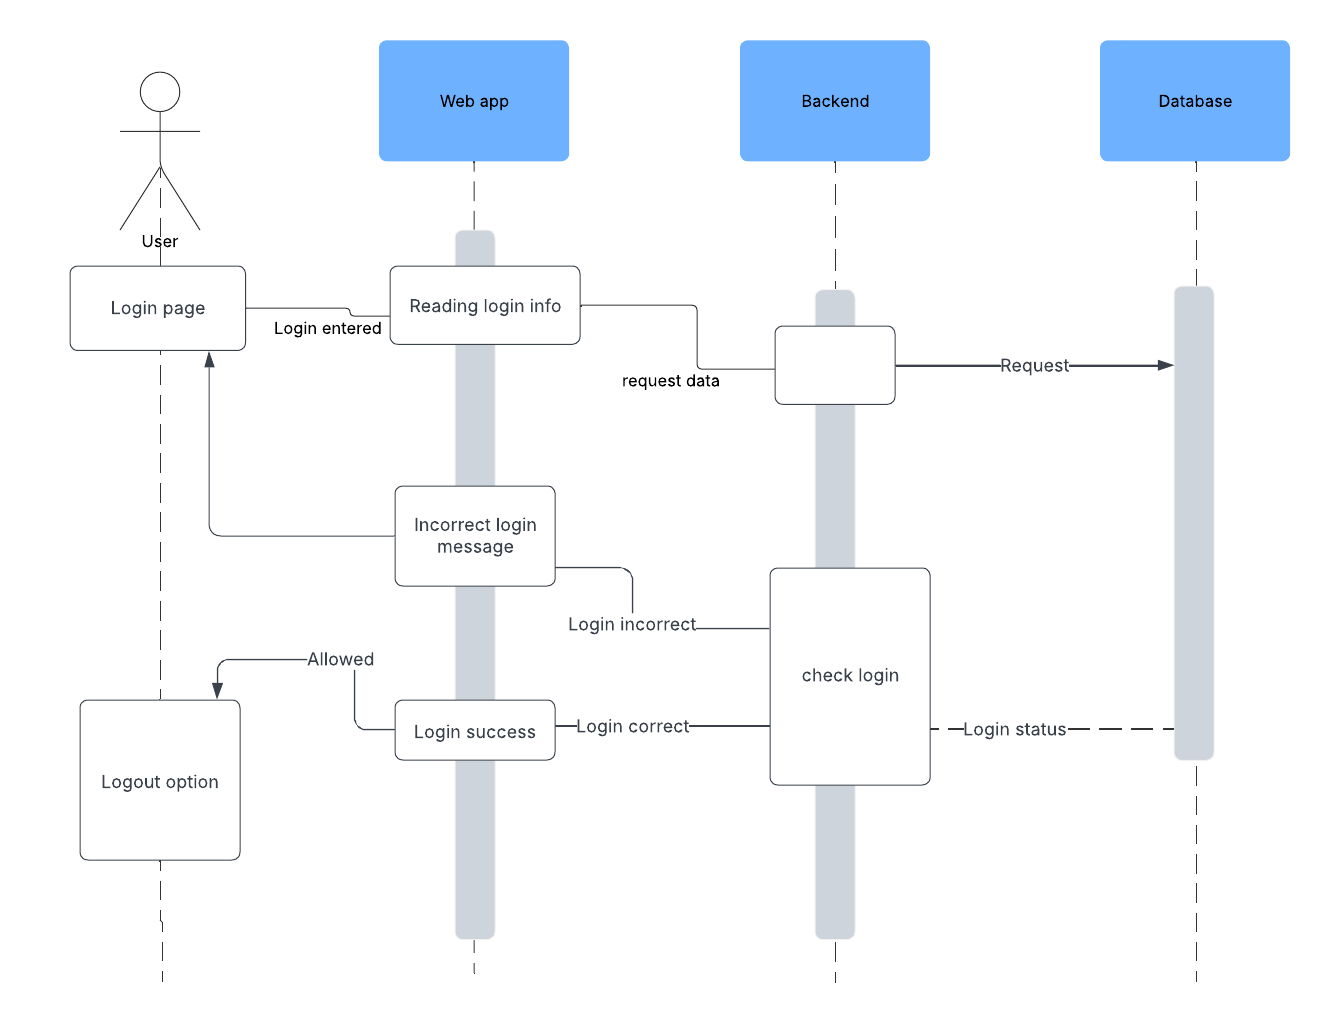 Web app
Backend
Database
User
Login page
Login entered
Reading login info
request data
Request
Incorrect login
message
Login incorrect
Allowed
check login
Login success
Login correct
Login status
Logout option